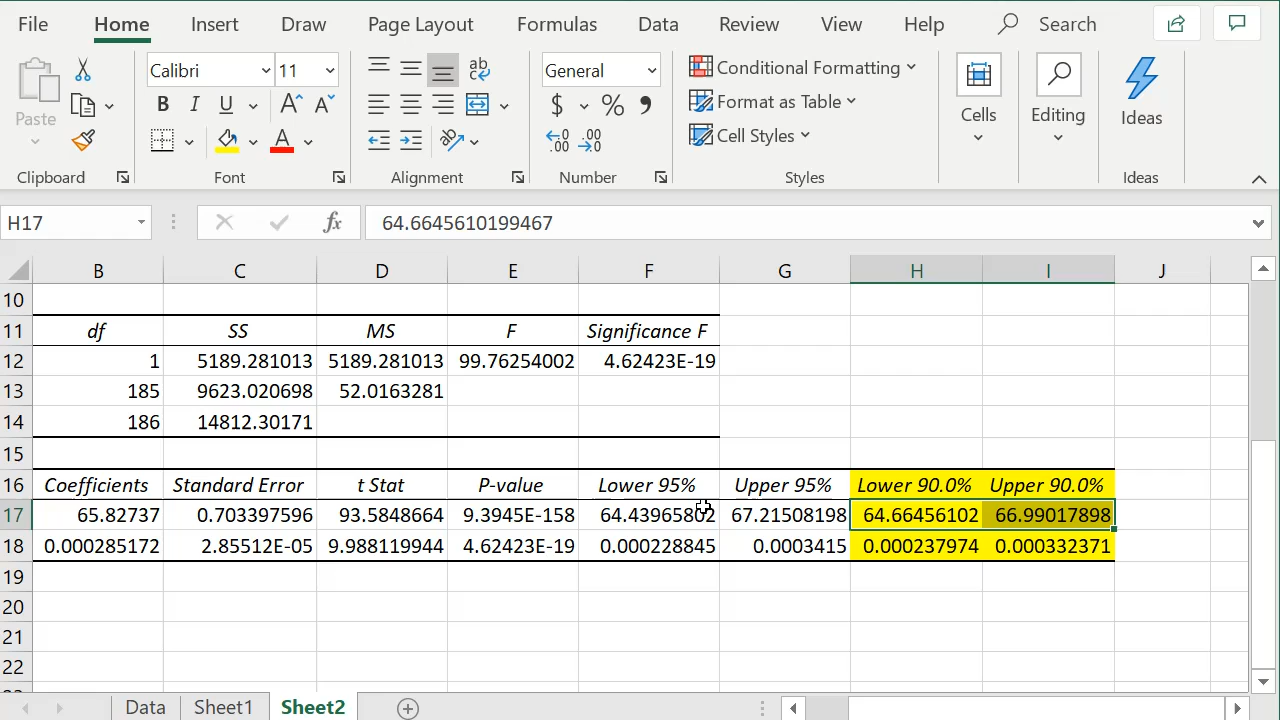 File Home Insert Draw Page Layout Formulas Data Review View Help Search
Calibri 11 ab General Conditional Formatting
Paste B I U A A $ % Format as Table Cells Editing Ideas
A .00 .00 Cell Styles
Clipboard Font Alignment Number Styles Ideas
H17 fx 64.6645610199467
B C D E F G H I J
10
11 df SS MS F Significance F
12 1 5189.281013 5189.281013 99.76254002 4.62423E-19
13 185 9623.020698 52.0163281
14 186 14812.30171
15
16 Coefficients Standard Error t Stat P-value Lower 95% Upper 95% Lower 90.0% Upper 90.0%
17 65.82737 0.703397596 93.5848664 9.3945E-158 64.43965802 67.21508198 64.66456102 66.99017898
18 0.000285172 2.85512E-05 9.988119944 4.62423E-19 0.000228845 0.0003415 0.000237974 0.000332371
19
20
21
22
Data Sheet1 Sheet2